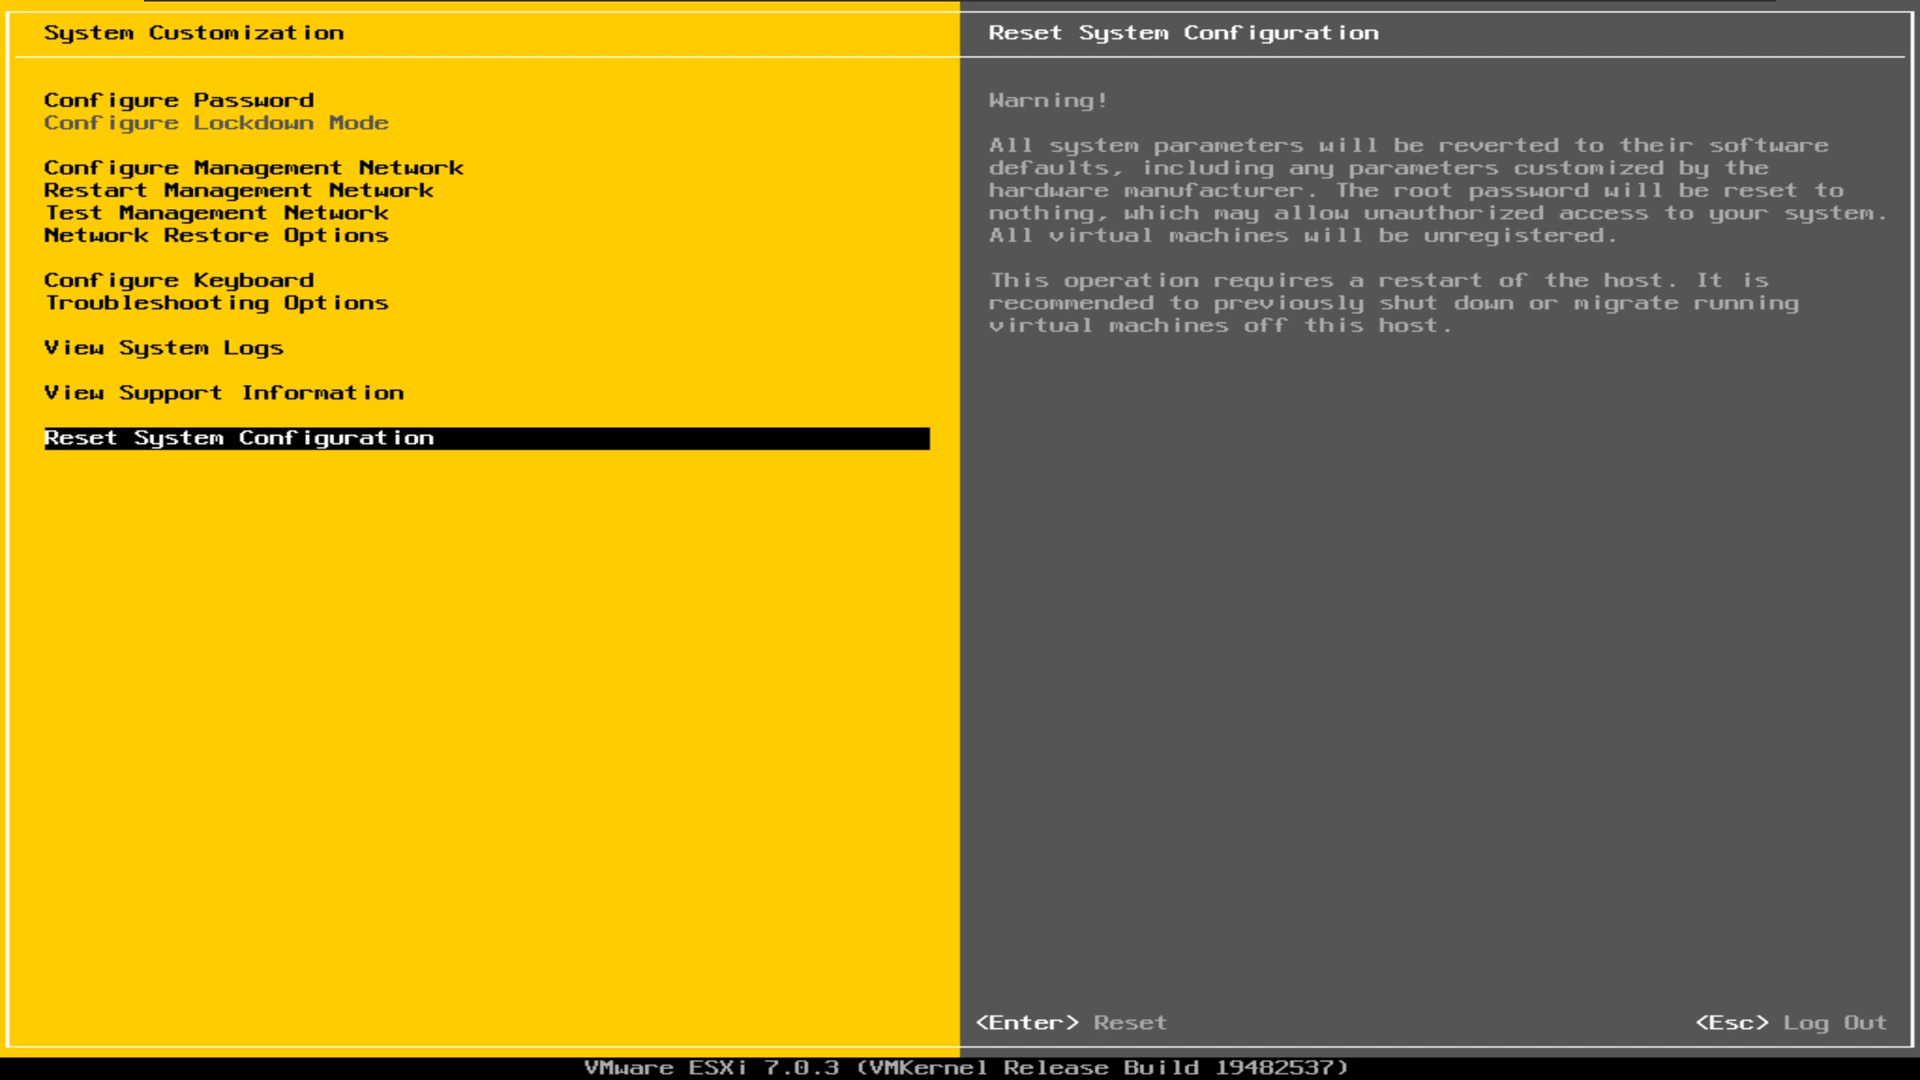 System Customization
Configure Password
Configure Lockdown Mode
Configure Management Network
Restart Management Network
Test Management Network
Network Restore Options
Configure Keyboard
Troubleshooting Options
View System Logs
View Support Information
Reset System Configuration
Reset System Configuration
Warning!
All system parameters will be reverted to their software
defaults, including any parameters customized by the
hardware manufacturer. The root password will be reset to
nothing, which may allow unauthorized access to your system.
All virtual machines will be unregistered.
This operation requires a restart of the host. It is
recommended to previously shut down or migrate running
virtual machines off this host.
<Enter> Reset
<Esc> Log Out
VMware ESXi 7.0.3 (VMKernel Release Build 19482537)